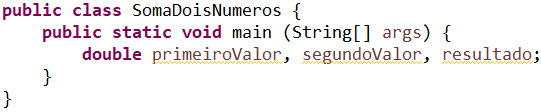 public class SomaDoisNumeros {
    public static void main (String[] args) {
        double primeiroValor, segundoValor, resultado;
    }
}